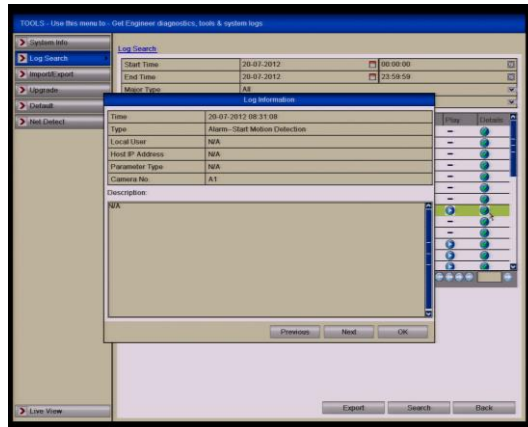 TOOLS - Use this menu to - Get Engineer diagnostics, tools & system logs
System Info
Log Search
Import/Export
Upgrade
Default
Net Detect
Live View
Log Search
Start Time 20-07-2012 00:00:00
End Time 20-07-2012 23:59:59
Major Type All
Play Details
Log Information
Time 20-07-2012 08:31:08
Type Alarm--Start Motion Detection
Local User N/A
Host IP Address N/A
Parameter Type N/A
Camera No. A1
Description:
N/A
Previous Next OK
Export Search Back